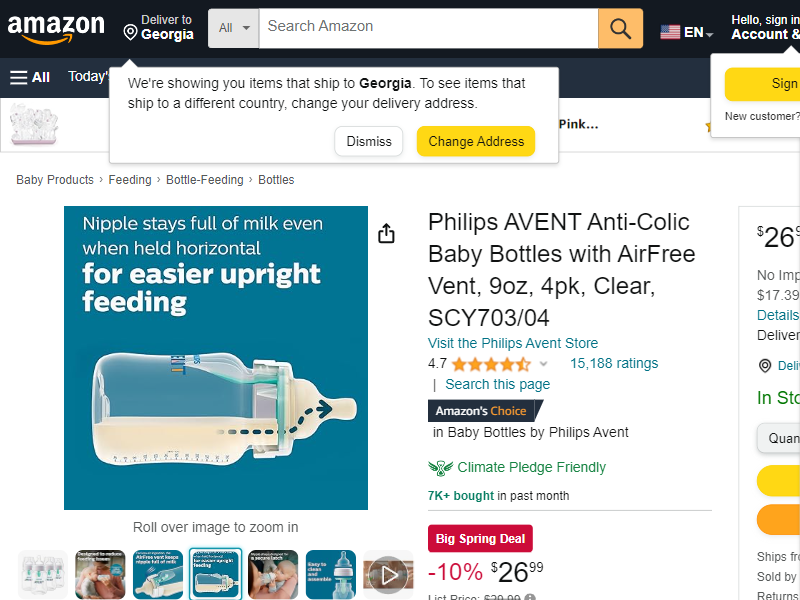 amazon
Deliver to
Georgia
All
Search Amazon
EN
Hello, sign in
Account &
All
Today'
We're showing you items that ship to Georgia. To see items that
ship to a different country, change your delivery address.
Dismiss
Change Address
Pink...
Sign
New customer?
Baby Products › Feeding › Bottle-Feeding › Bottles
Nipple stays full of milk even
when held horizontal
for easier upright
feeding
Roll over image to zoom in
Philips AVENT Anti-Colic
Baby Bottles with AirFree
Vent, 9oz, 4pk, Clear,
SCY703/04
Visit the Philips Avent Store
4.7
15,188 ratings
| Search this page
Amazon's Choice
in Baby Bottles by Philips Avent
Climate Pledge Friendly
7K+ bought in past month
Big Spring Deal
-10% $26 99
List Price: $29.99
$26 9
No Imp
$17.39
Details
Deliver
Deliv
In Sto
Quan
Ships fr
Sold by
Returns